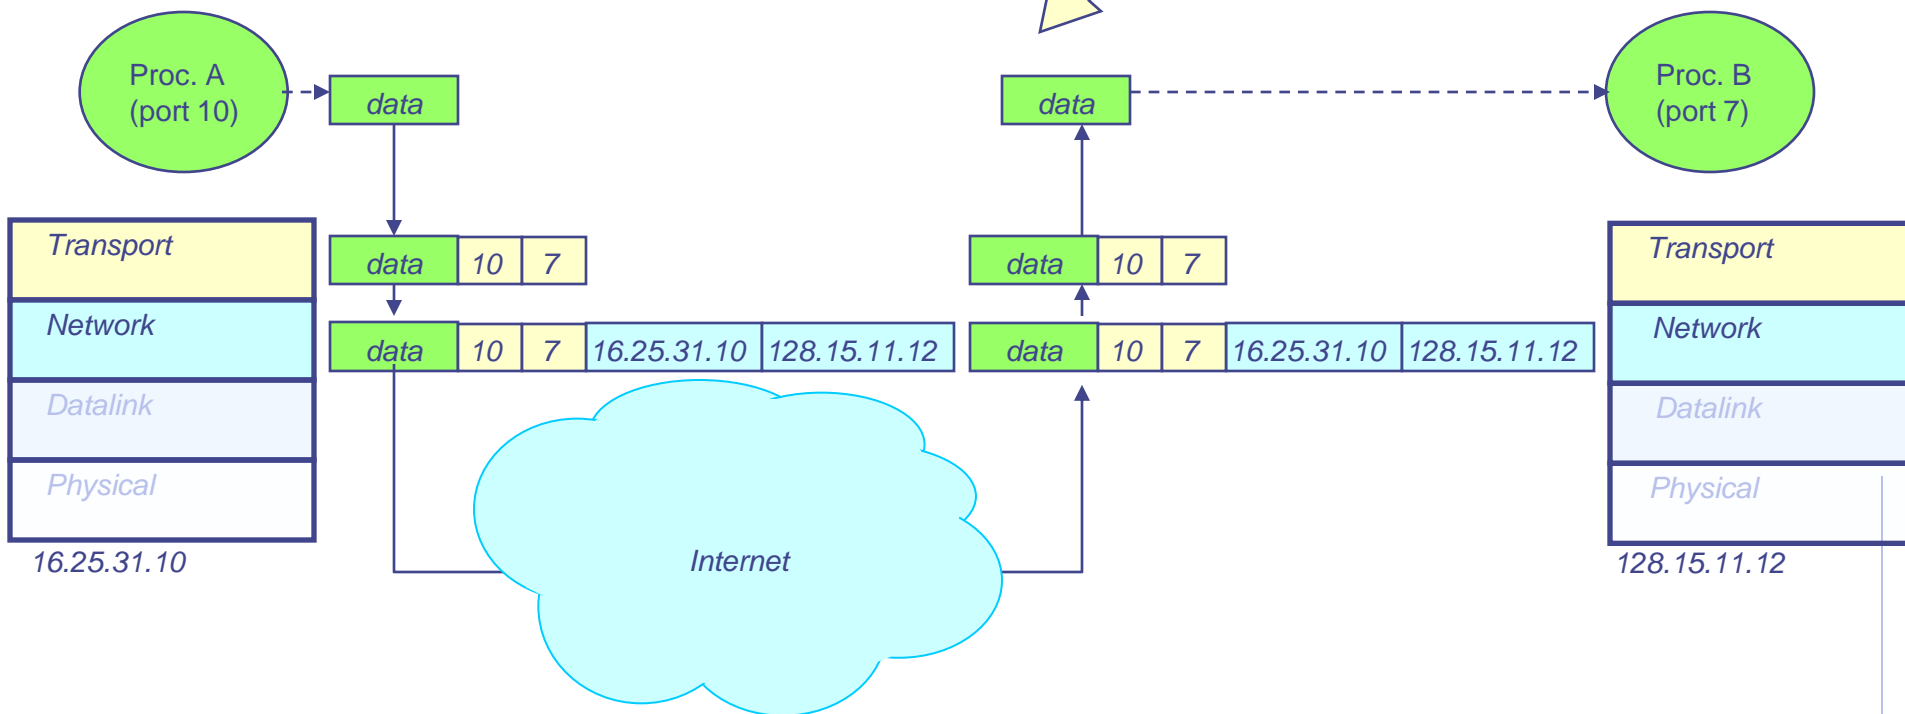 Proc. A
(port 10)
data
data
Proc. B
(port 7)
Transport
data 10 7
data 10 7
Transport
Network
data 10 7 16.25.31.10 128.15.11.12
data 10 7 16.25.31.10 128.15.11.12
Network
Datalink
Datalink
Physical
Physical
Internet
16.25.31.10
128.15.11.12